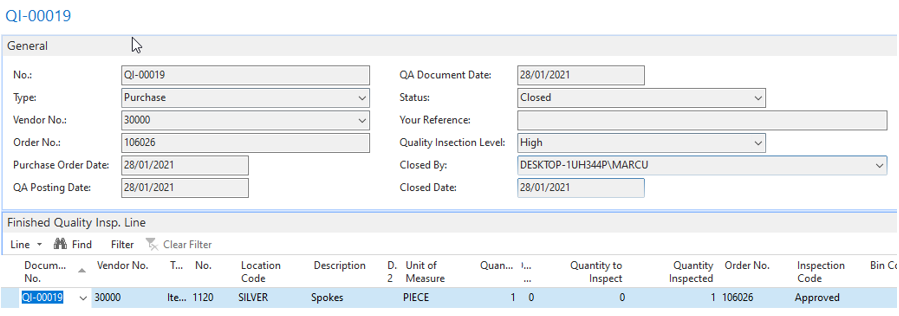 QI-00019
General
No.: QI-00019 QA Document Date: 28/01/2021
Type: Purchase Status: Closed
Vendor No.: 30000 Your Reference:
Order No.: 106026 Quality Insection Level: High
Purchase Order Date: 28/01/2021 Closed By: DESKTOP-1UH344P\MARCU
QA Posting Date: 28/01/2021 Closed Date: 28/01/2021
Finished Quality Insp. Line
Line Find Filter Clear Filter
Docum... Vendor No. T... No. Location Description D. Unit of Quan... Quantity to Quantity Order No. Inspection Bin Co
No. Code 2 Measure ... Inspect Inspected Code
QI-00019 30000 Ite... 1120 SILVER Spokes PIECE 1 0 0 1 106026 Approved